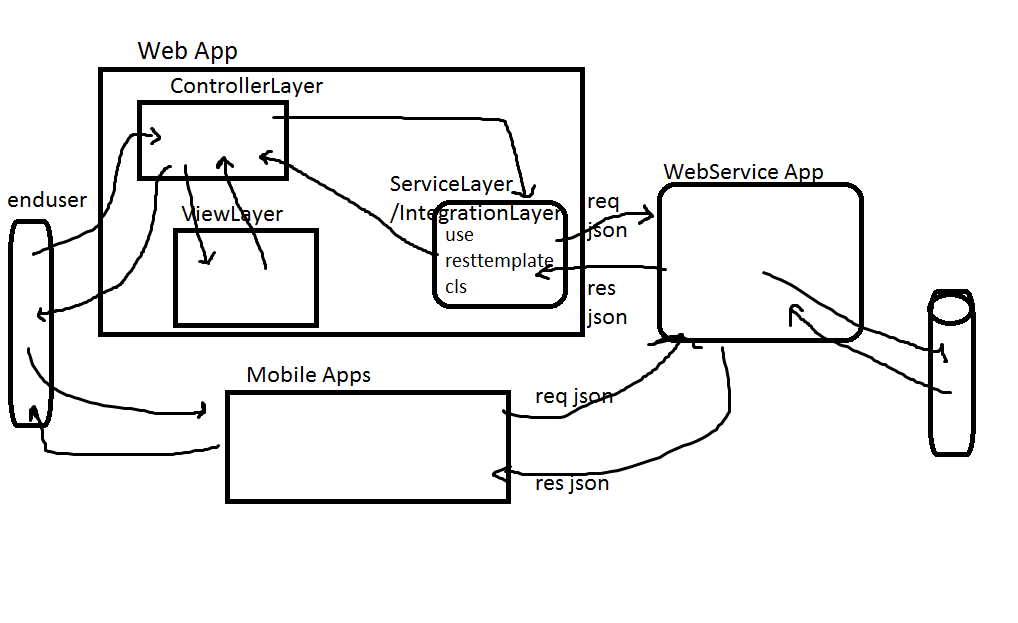 Web App
ControllerLayer
enduser
ViewLayer
ServiceLayer
/IntegrationLayer
use
resttemplate
cls
req
json
res
json
WebService App
Mobile Apps
req json
res json